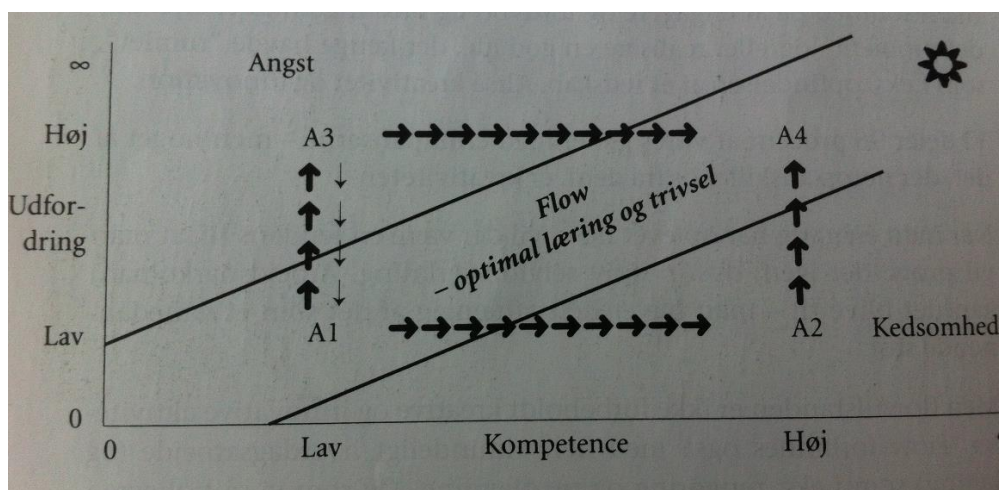 ∞
Angst
Høj
A3
A4
Udfor-
dring
Flow
– optimal læring og trivsel
Lav
A1
A2
Kedsomhed
0
0
Lav
Kompetence
Høj